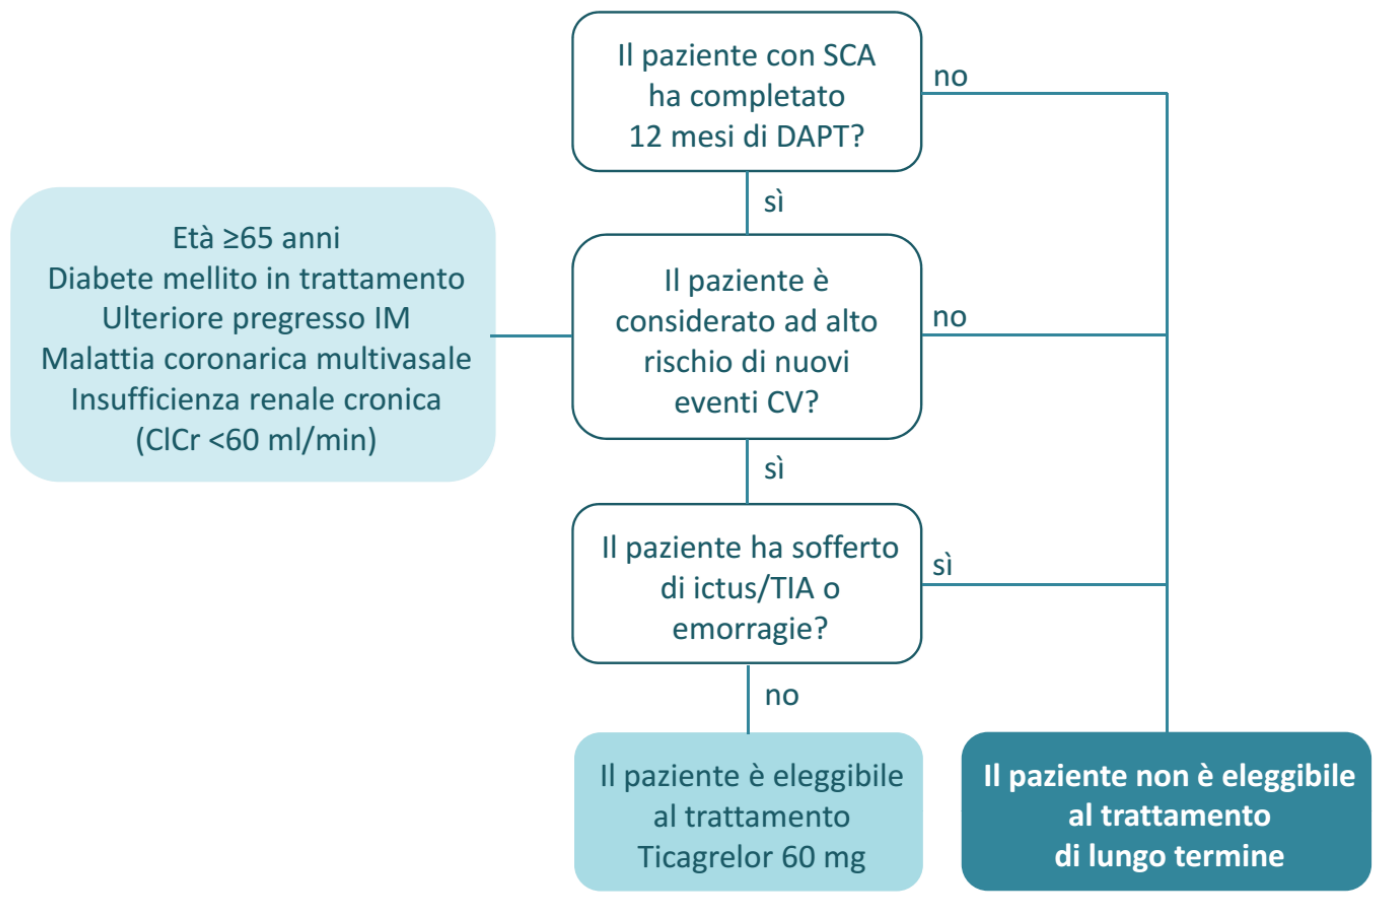 Il paziente con SCA
ha completato
12 mesi di DAPT?
no
sì
Età ≥65 anni
Diabete mellito in trattamento
Ulteriore pregresso IM
Malattia coronarica multivasale
Insufficienza renale cronica
(ClCr <60 ml/min)
Il paziente è
considerato ad alto
rischio di nuovi
eventi CV?
no
sì
Il paziente ha sofferto
di ictus/TIA o
emorragie?
sì
no
Il paziente è eleggibile
al trattamento
Ticagrelor 60 mg
Il paziente non è eleggibile
al trattamento
di lungo termine